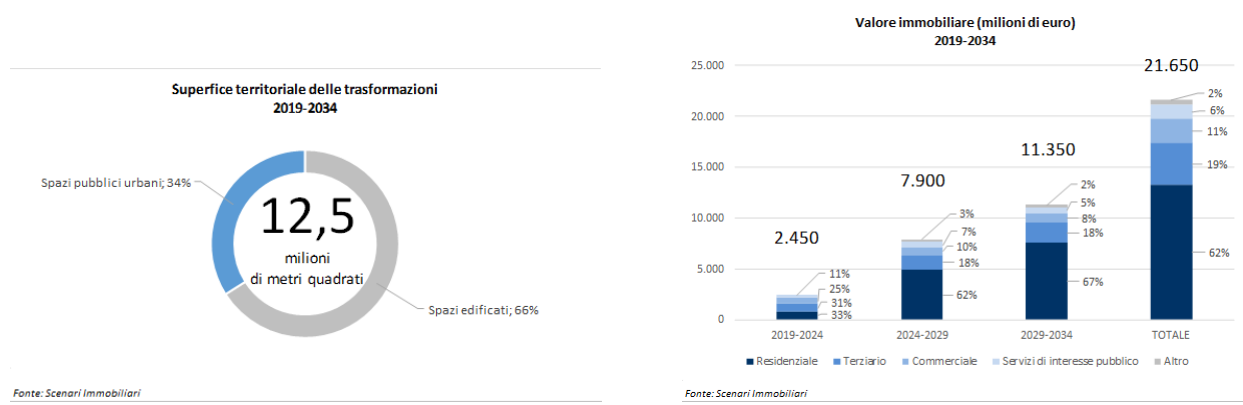 Superfice territoriale delle trasformazioni
2019-2034
Spazi pubblici urbani; 34%
12,5
milioni
di metri quadrati
Spazi edificati; 66%
Fonte: Scenari Immobiliari
Valore immobiliare (milioni di euro)
2019-2034
25.000
20.000
15.000
10.000
5.000
0
2.450
11%
25%
31%
33%
7.900
3%
7%
10%
18%
62%
11.350
2%
5%
8%
18%
67%
21.650
2%
6%
11%
19%
62%
2019-2024
2024-2029
2029-2034
TOTALE
Residenziale
Terziario
Commerciale
Servizi di interesse pubblico
Altro
Fonte: Scenari Immobiliari